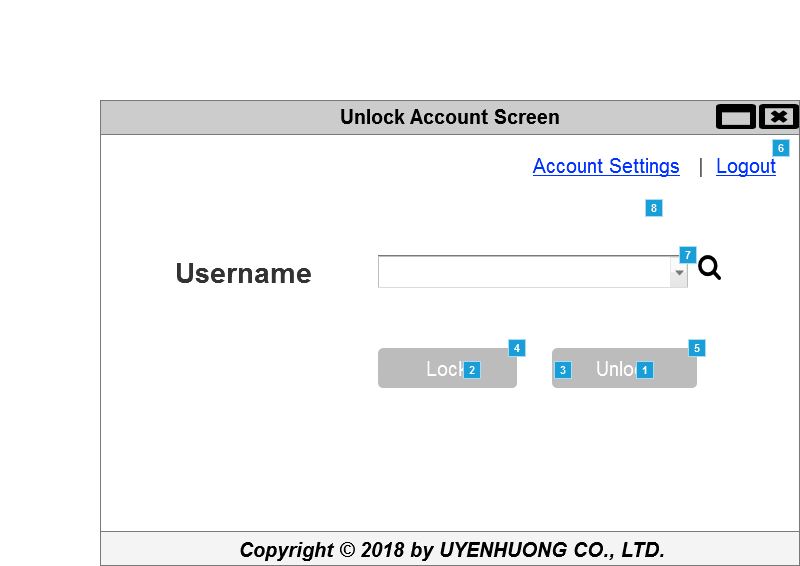 Unlock Account Screen
6
Account Settings | Logout
8
7
Username
4 5
Lock 2 3 Unlock 1
Copyright © 2018 by UYENHUONG CO., LTD.